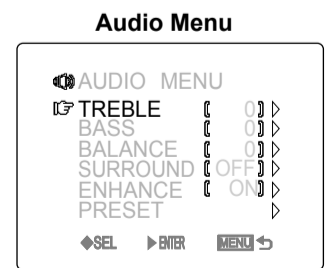 Audio Menu
AUDIO MENU
TREBLE [ 0]
BASS [ 0]
BALANCE [ 0]
SURROUND [OFF]
ENHANCE [ ON]
PRESET
SEL ENTER MENU